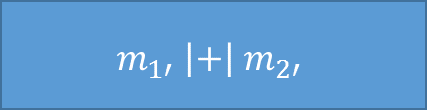 m₁, |+| m₂,